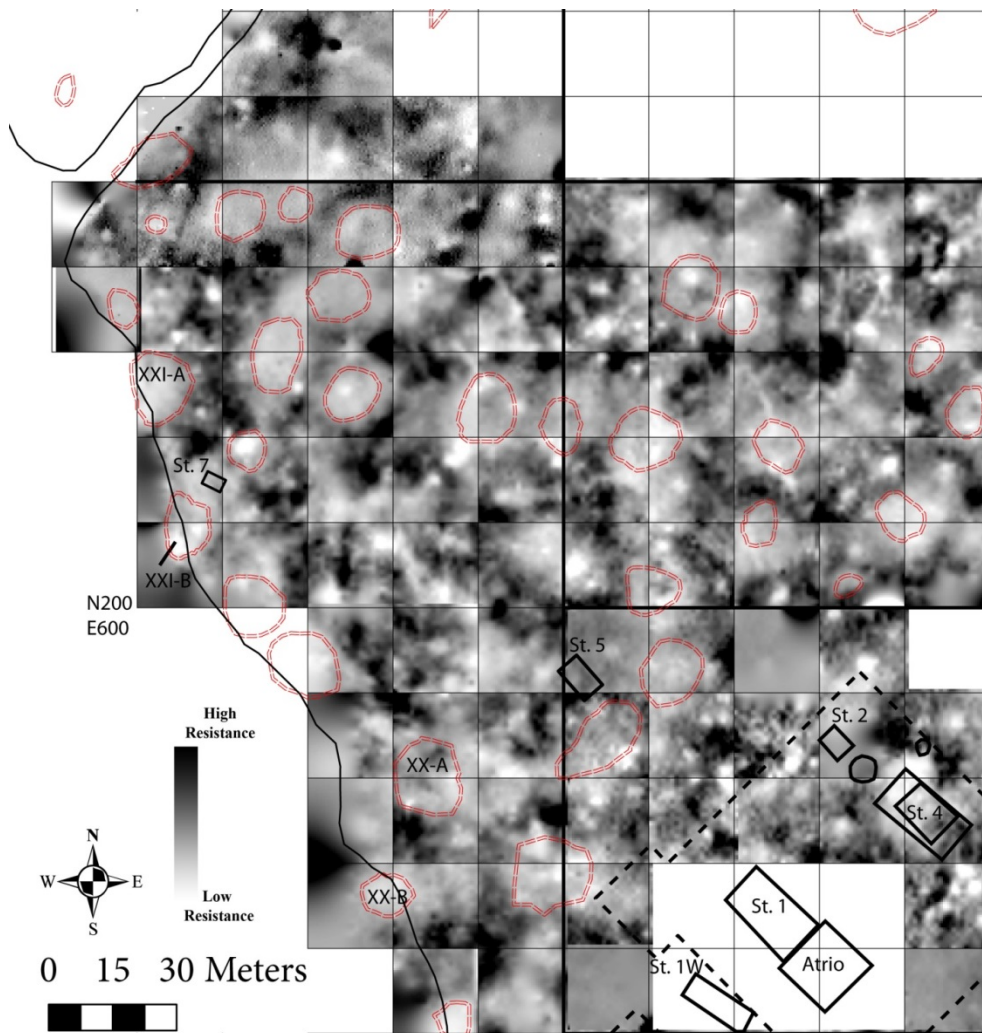 XXI-A
St. 7
XXI-B
N200
E600
St. 5
St. 2
High
Resistance
XX-A
St. 4
N
W
E
S
Low
Resistance
XX-B
St. 1
St. 1W
Atrio
0 15 30 Meters